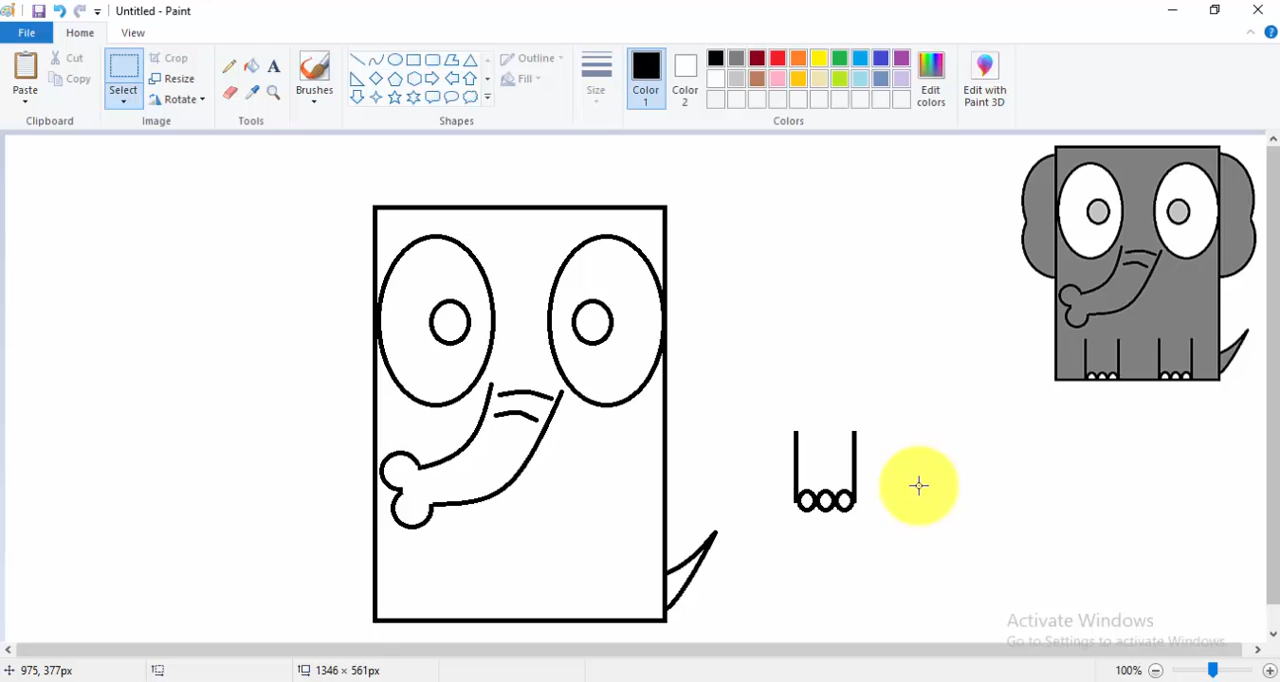 Untitled - Paint
File Home View
Paste
Cut
Copy
Clipboard
Select
Crop
Resize
Rotate
Image
Tools
Brushes
Shapes
Outline
Fill
Size
Color 1
Color 2
Colors
Edit colors
Edit with Paint 3D
Activate Windows
Go to Settings to activate Windows.
975, 377px
1346 × 561px
100%